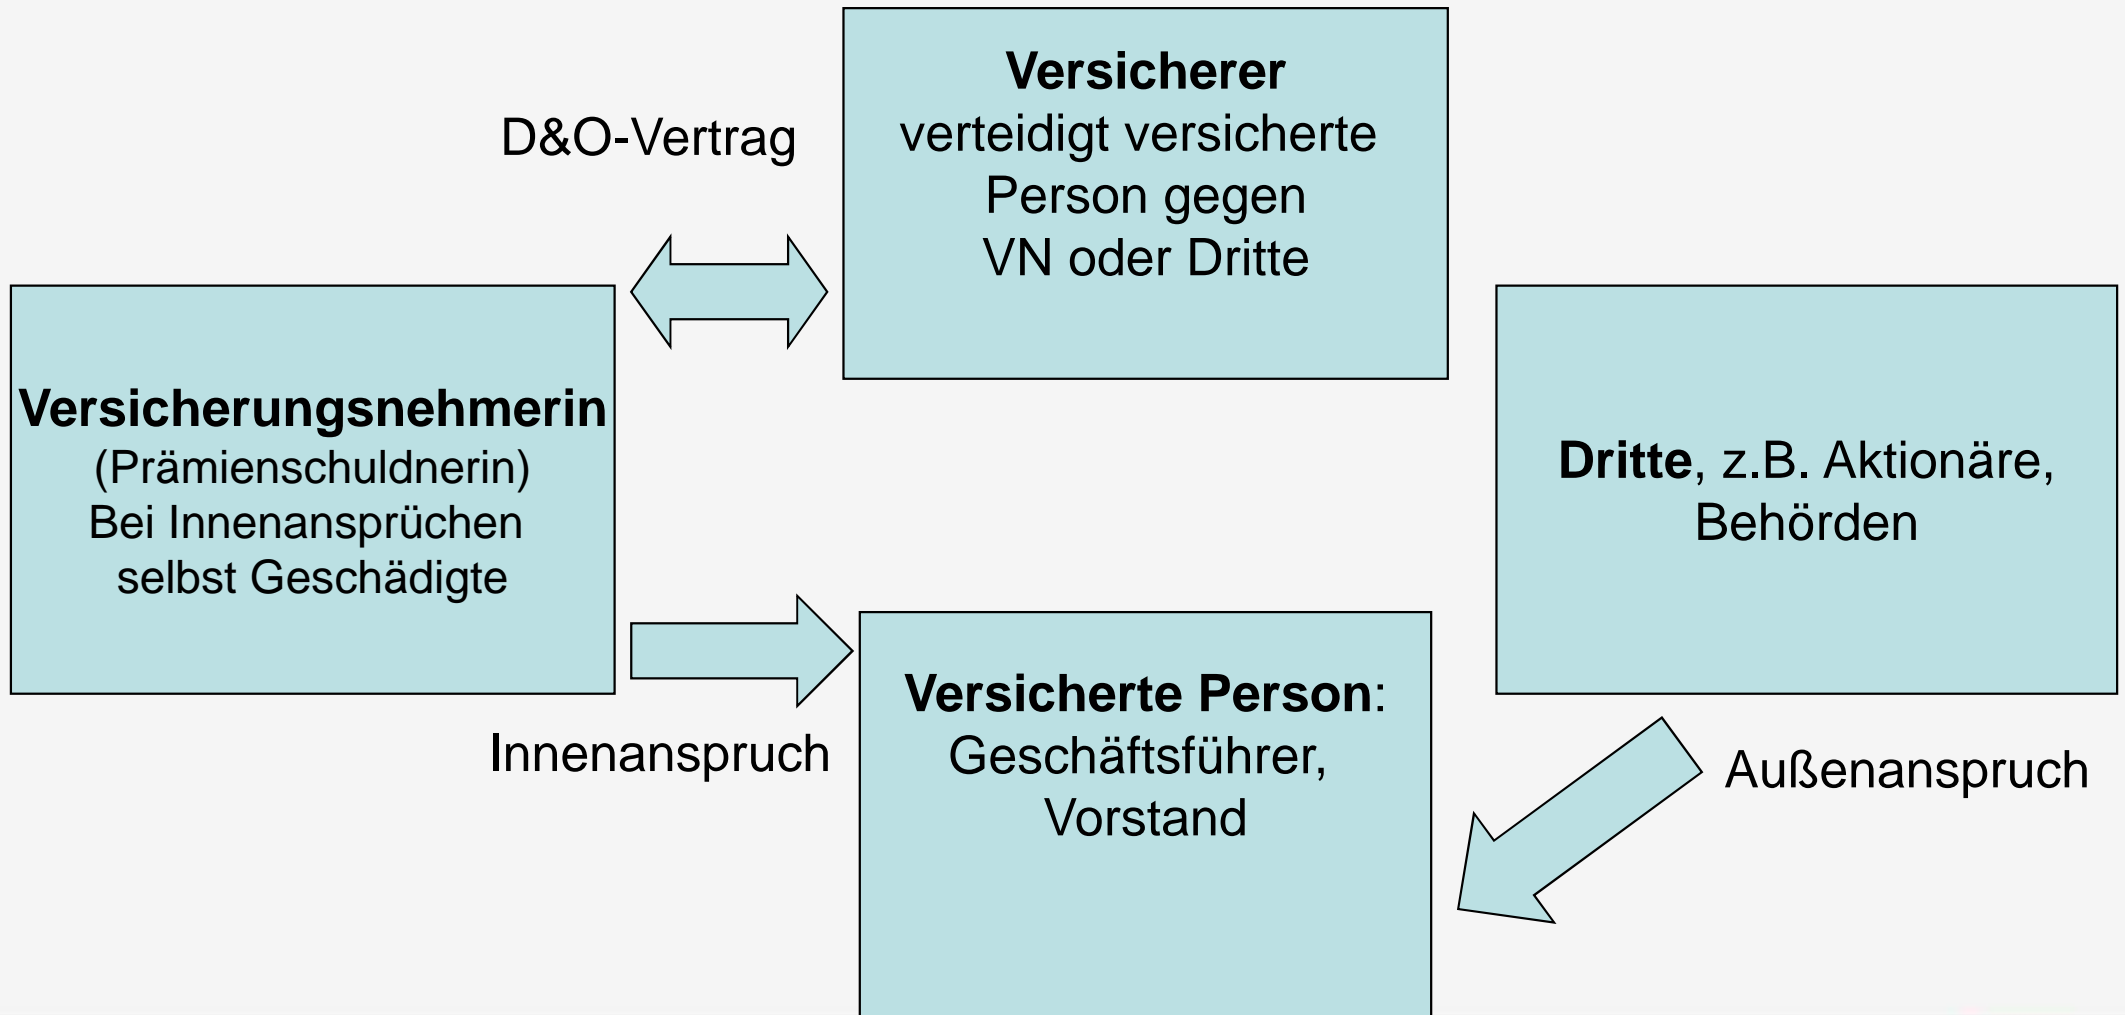 Versicherer
verteidigt versicherte
Person gegen
VN oder Dritte
D&O-Vertrag
Versicherungsnehmerin
(Prämienschuldnerin)
Bei Innenansprüchen
selbst Geschädigte
Dritte, z.B. Aktionäre,
Behörden
Innenanspruch
Versicherte Person:
Geschäftsführer,
Vorstand
Außenanspruch